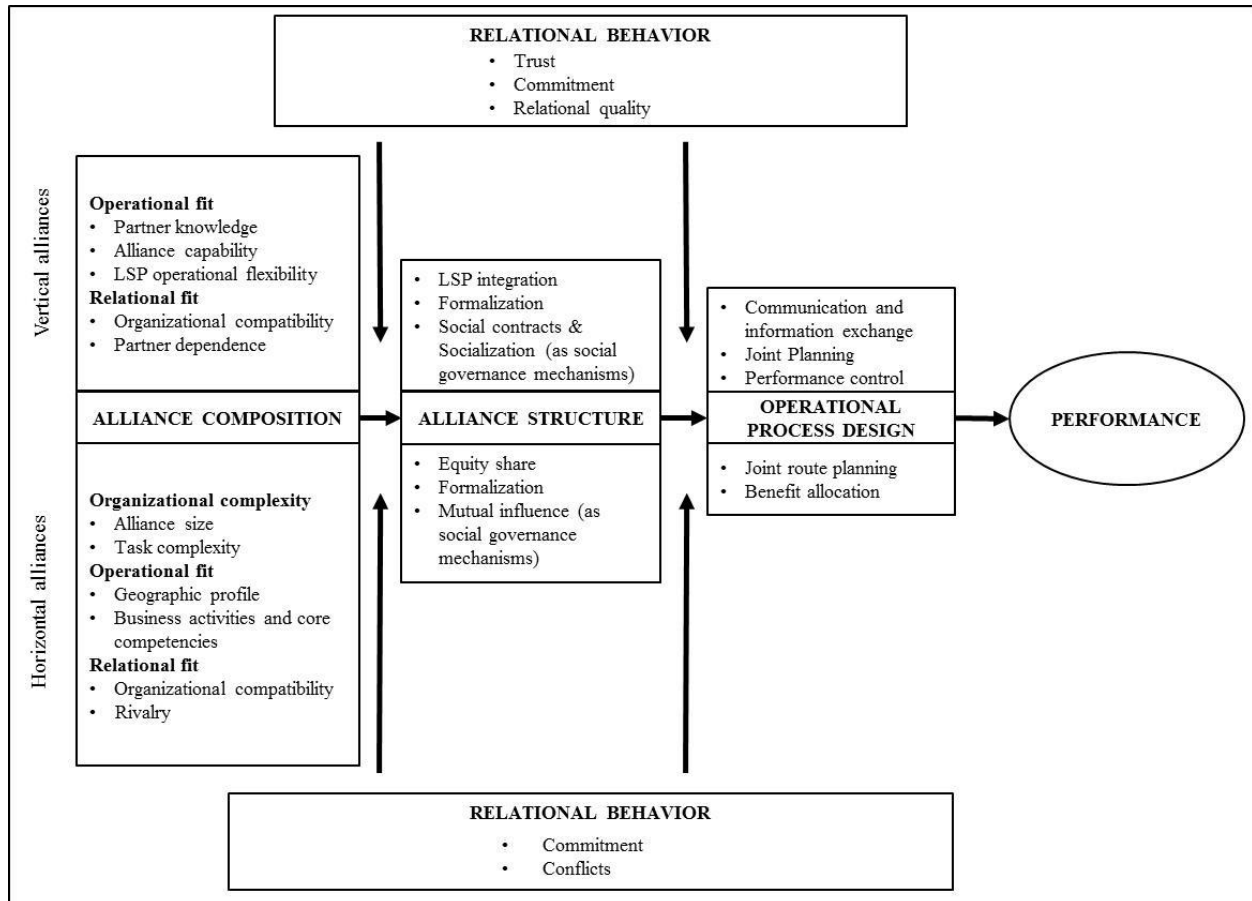 RELATIONAL BEHAVIOR
• Trust
• Commitment
• Relational quality
Vertical alliances
Operational fit
• Partner knowledge
• Alliance capability
• LSP operational flexibility
Relational fit
• Organizational compatibility
• Partner dependence
• LSP integration
• Formalization
• Social contracts &
Socialization (as social
governance mechanisms)
• Communication and
information exchange
• Joint Planning
• Performance control
ALLIANCE COMPOSITION
ALLIANCE STRUCTURE
OPERATIONAL
PROCESS DESIGN
PERFORMANCE
Horizontal alliances
Organizational complexity
• Alliance size
• Task complexity
Operational fit
• Geographic profile
• Business activities and core
competencies
Relational fit
• Organizational compatibility
• Rivalry
• Equity share
• Formalization
• Mutual influence (as
social governance
mechanisms)
• Joint route planning
• Benefit allocation
RELATIONAL BEHAVIOR
• Commitment
• Conflicts